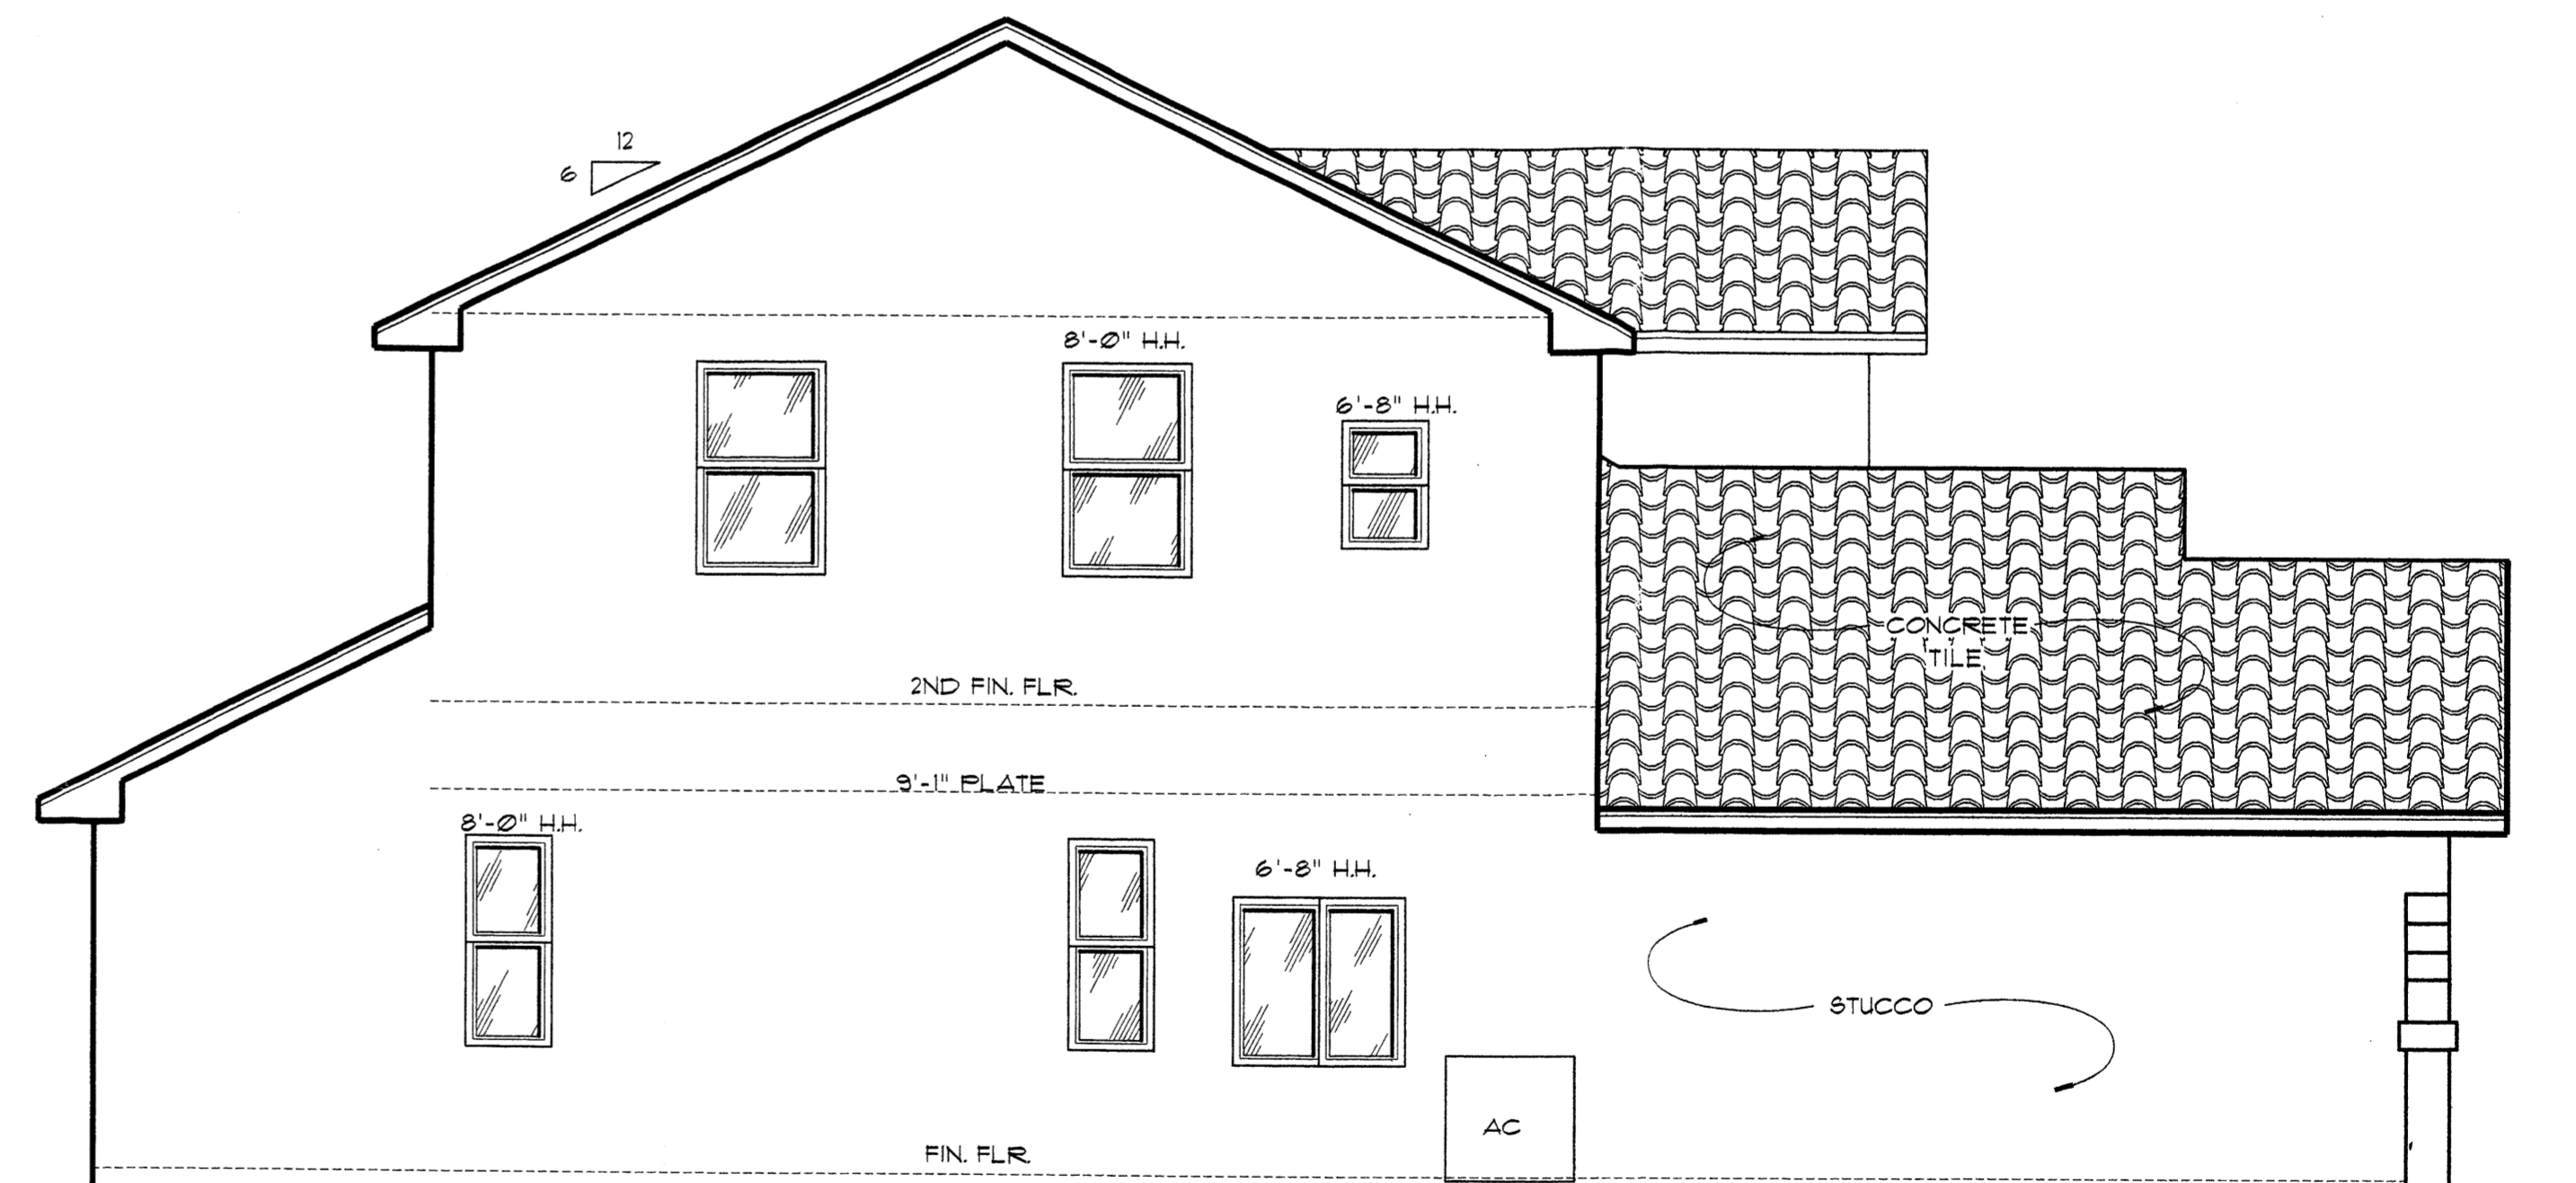 12
6
8'-0" H.H.
6'-8" H.H.
CONCRETE
TILE
2ND FIN. FLR.
9'-1" PLATE
8'-0" H.H.
6'-8" H.H.
STUCCO
AC
FIN. FLR.